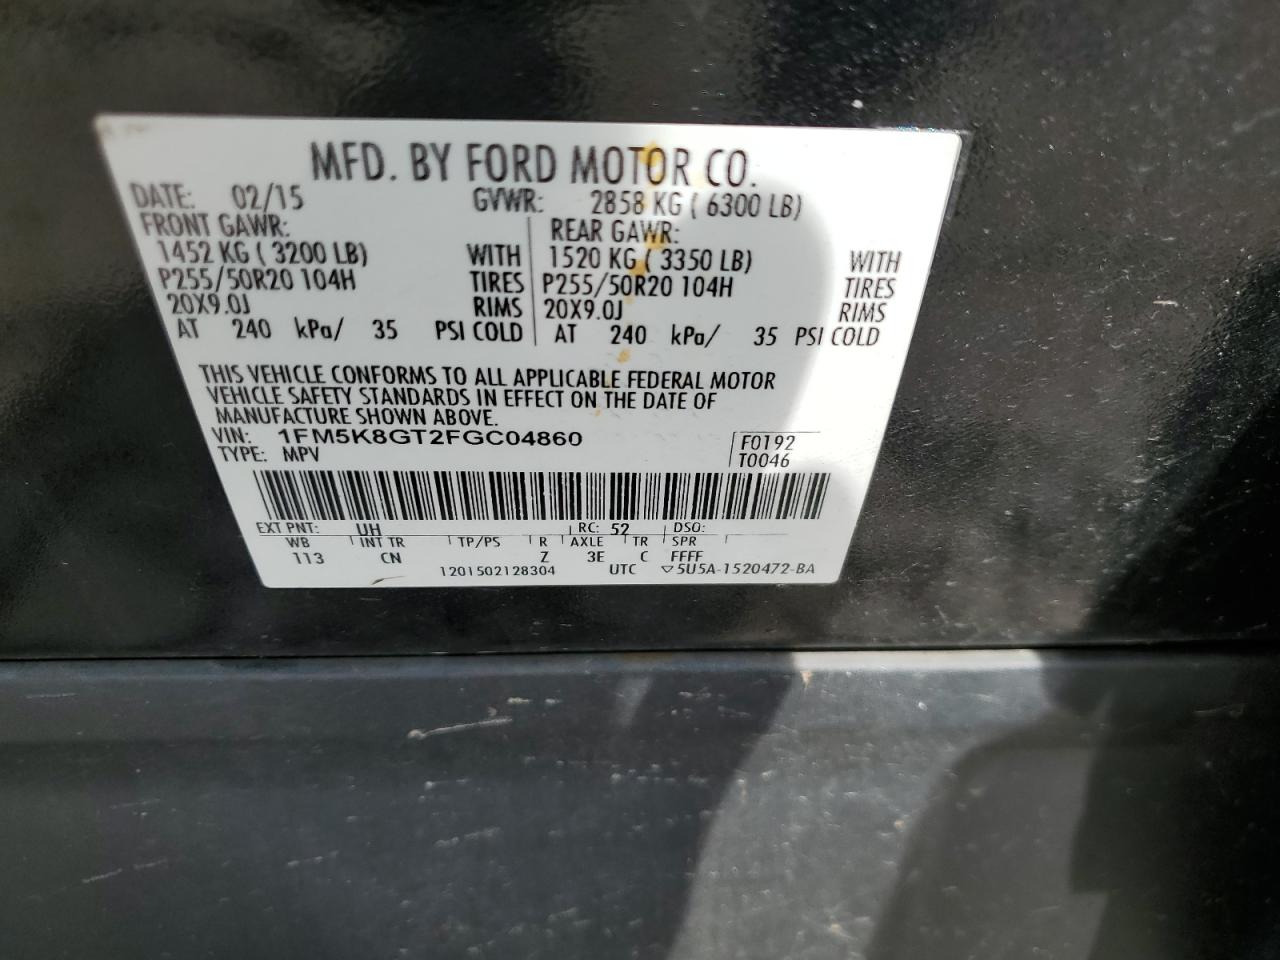 MFD. BY FORD MOTOR CO.
DATE: 02/15 GVWR: 2858 KG ( 6300 LB)
FRONT GAWR: REAR GAWR:
1452 KG ( 3200 LB) WITH 1520 KG ( 3350 LB) WITH
P255/50R20 104H TIRES P255/50R20 104H TIRES
20X9.0J RIMS 20X9.0J RIMS
AT 240 kPa/ 35 PSI COLD AT 240 kPa/ 35 PSI COLD
THIS VEHICLE CONFORMS TO ALL APPLICABLE FEDERAL MOTOR
VEHICLE SAFETY STANDARDS IN EFFECT ON THE DATE OF
MANUFACTURE SHOWN ABOVE.
VIN: 1FM5K8GT2FGC04860 F0192
TYPE: MPV T0046
EXT PNT: UH RC: 52 DSO:
WB INT TR TP/PS R AXLE TR SPR
113 CN Z 3E C FFFF
1201502128304 UTC ▽5U5A-1520472-BA